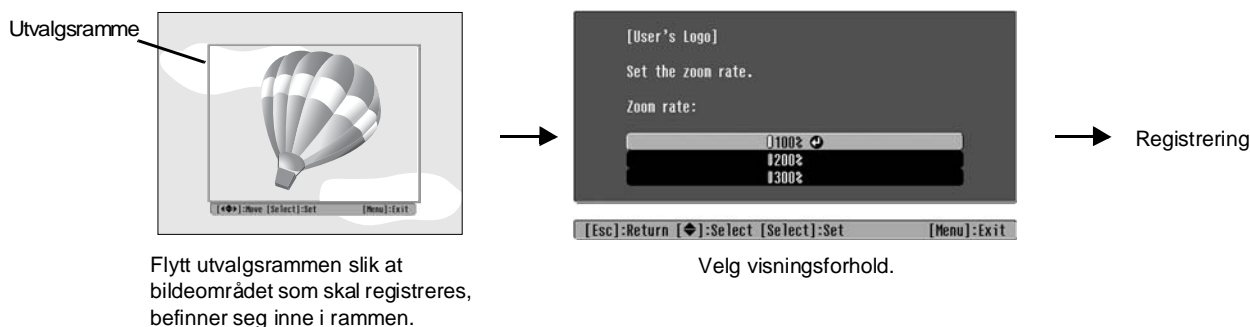 Utvalgsramme
[User's Logo]
Set the zoom rate.
Zoom rate:
100%
200%
300%
Registrering
[◀◆▶]:Move [Select]:Set [Menu]:Exit
[Esc]:Return [◆]:Select [Select]:Set [Menu]:Exit
Flytt utvalgsrammen slik at
bildeområdet som skal registreres,
befinner seg inne i rammen.
Velg visningsforhold.